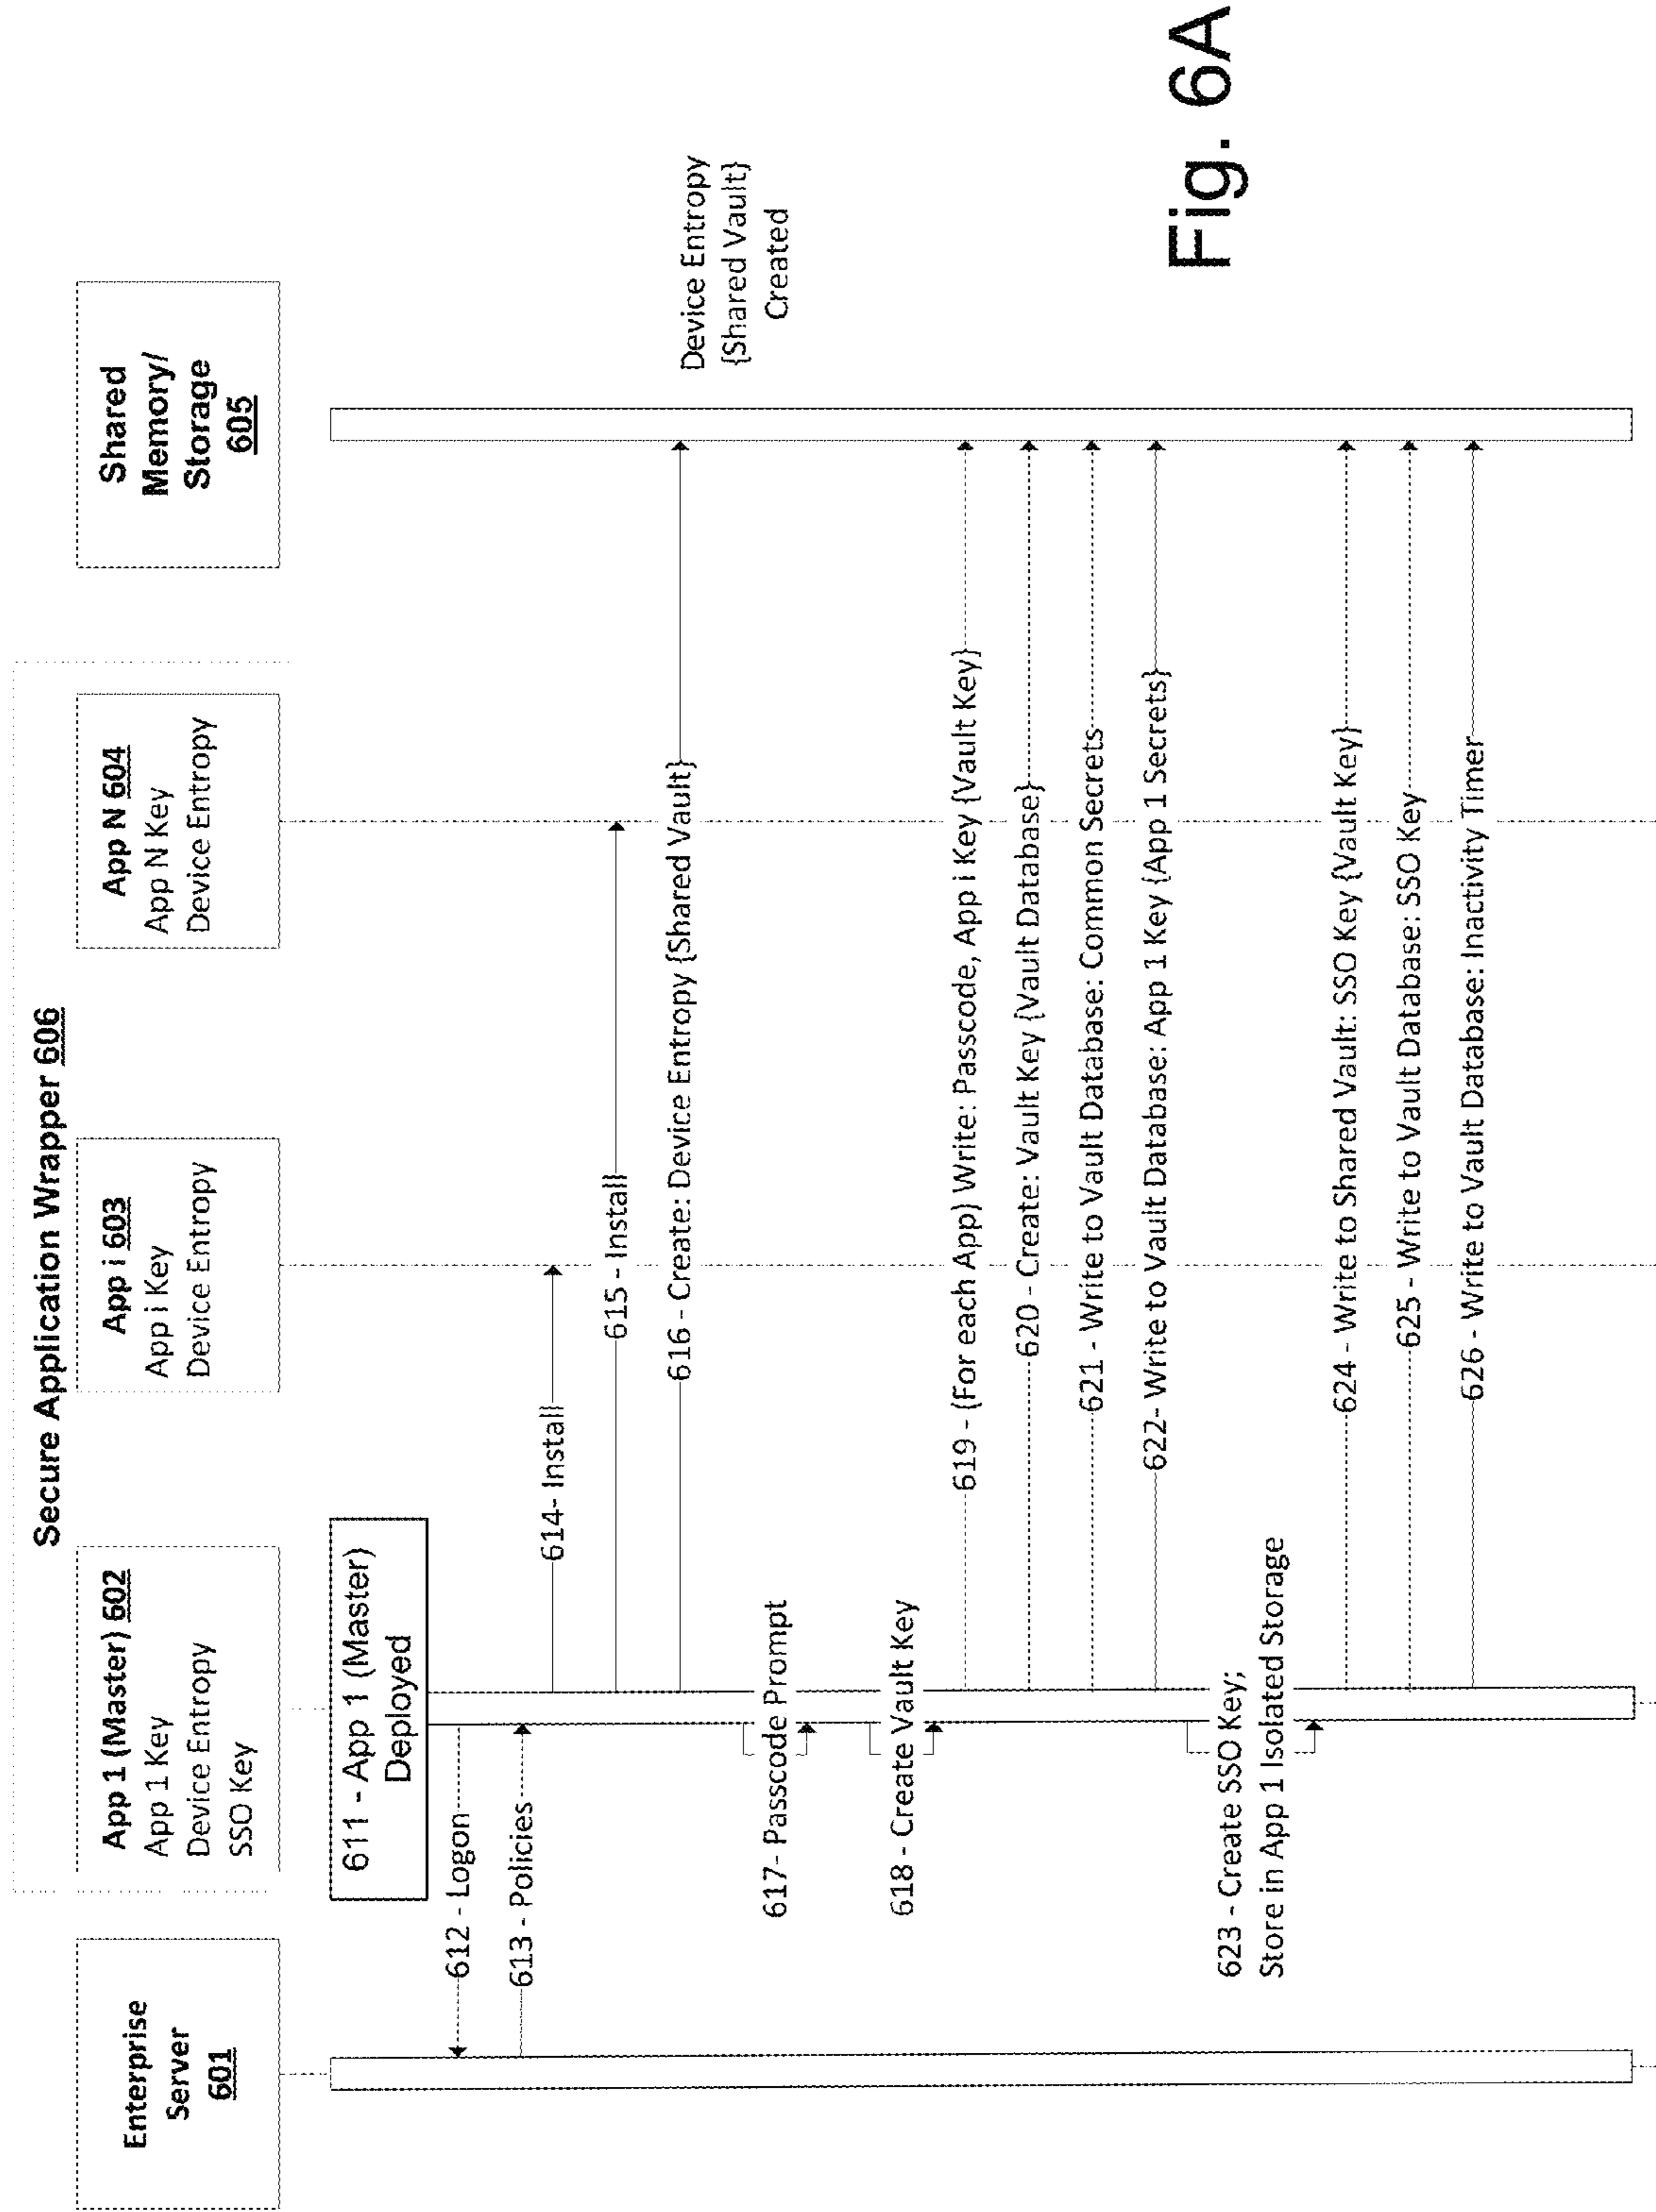 Secure Application Wrapper 606
Enterprise
Server
601
App 1 (Master) 602
App 1 Key
Device Entropy
SSO Key
App i 603
App i Key
Device Entropy
App N 604
App N Key
Device Entropy
Shared
Memory/
Storage
605
611 - App 1 (Master)
Deployed
612 - Logon
613 - Policies
614- Install
615 - Install
616 - Create: Device Entropy {Shared Vault}
Device Entropy
{Shared Vault}
Created
617- Passcode Prompt
618 - Create Vault Key
619 - (For each App) Write: Passcode, App i Key {Vault Key}
620 - Create: Vault Key {Vault Database}
621 - Write to Vault Database: Common Secrets
622- Write to Vault Database: App 1 Key {App 1 Secrets}
623 - Create SSO Key;
Store in App 1 Isolated Storage
624 - Write to Shared Vault: SSO Key {Vault Key}
625 - Write to Vault Database: SSO Key
626 - Write to Vault Database: Inactivity Timer
Fig. 6A